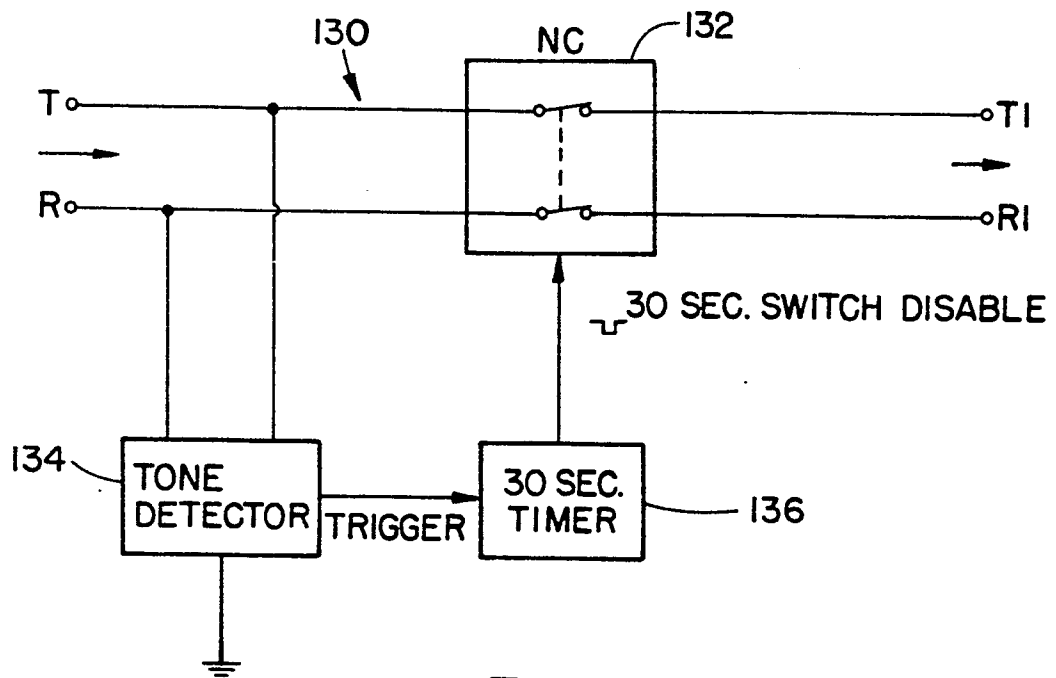 130
NC
132
T
T1
R
R1
30 SEC. SWITCH DISABLE
134
TONE
DETECTOR
TRIGGER
30 SEC.
TIMER
136